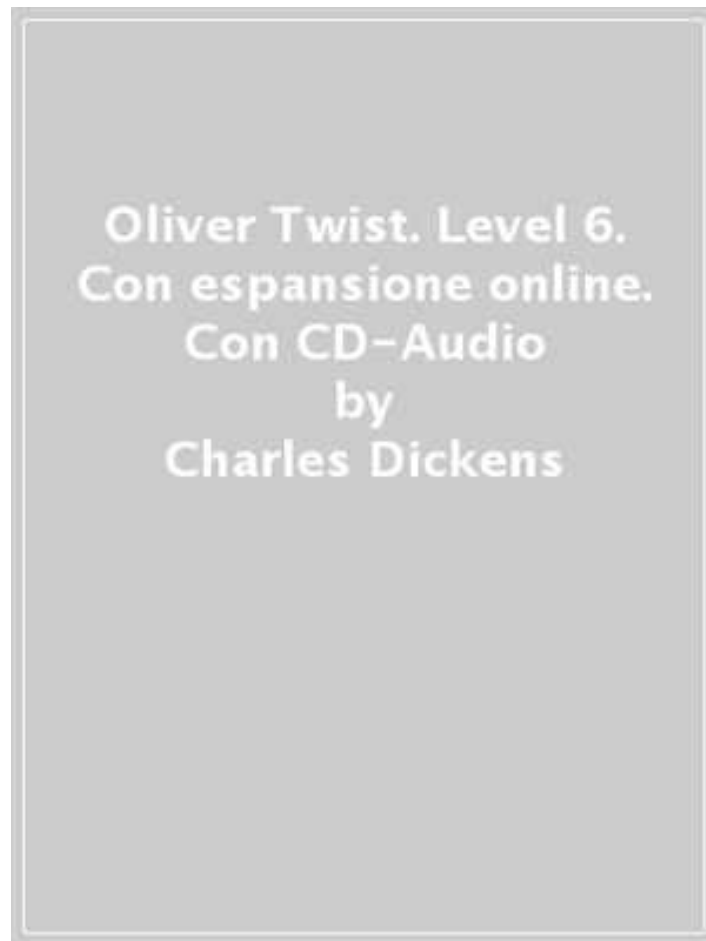 Oliver Twist. Level 6.
Con espansione online.
Con CD-Audio
by
Charles Dickens